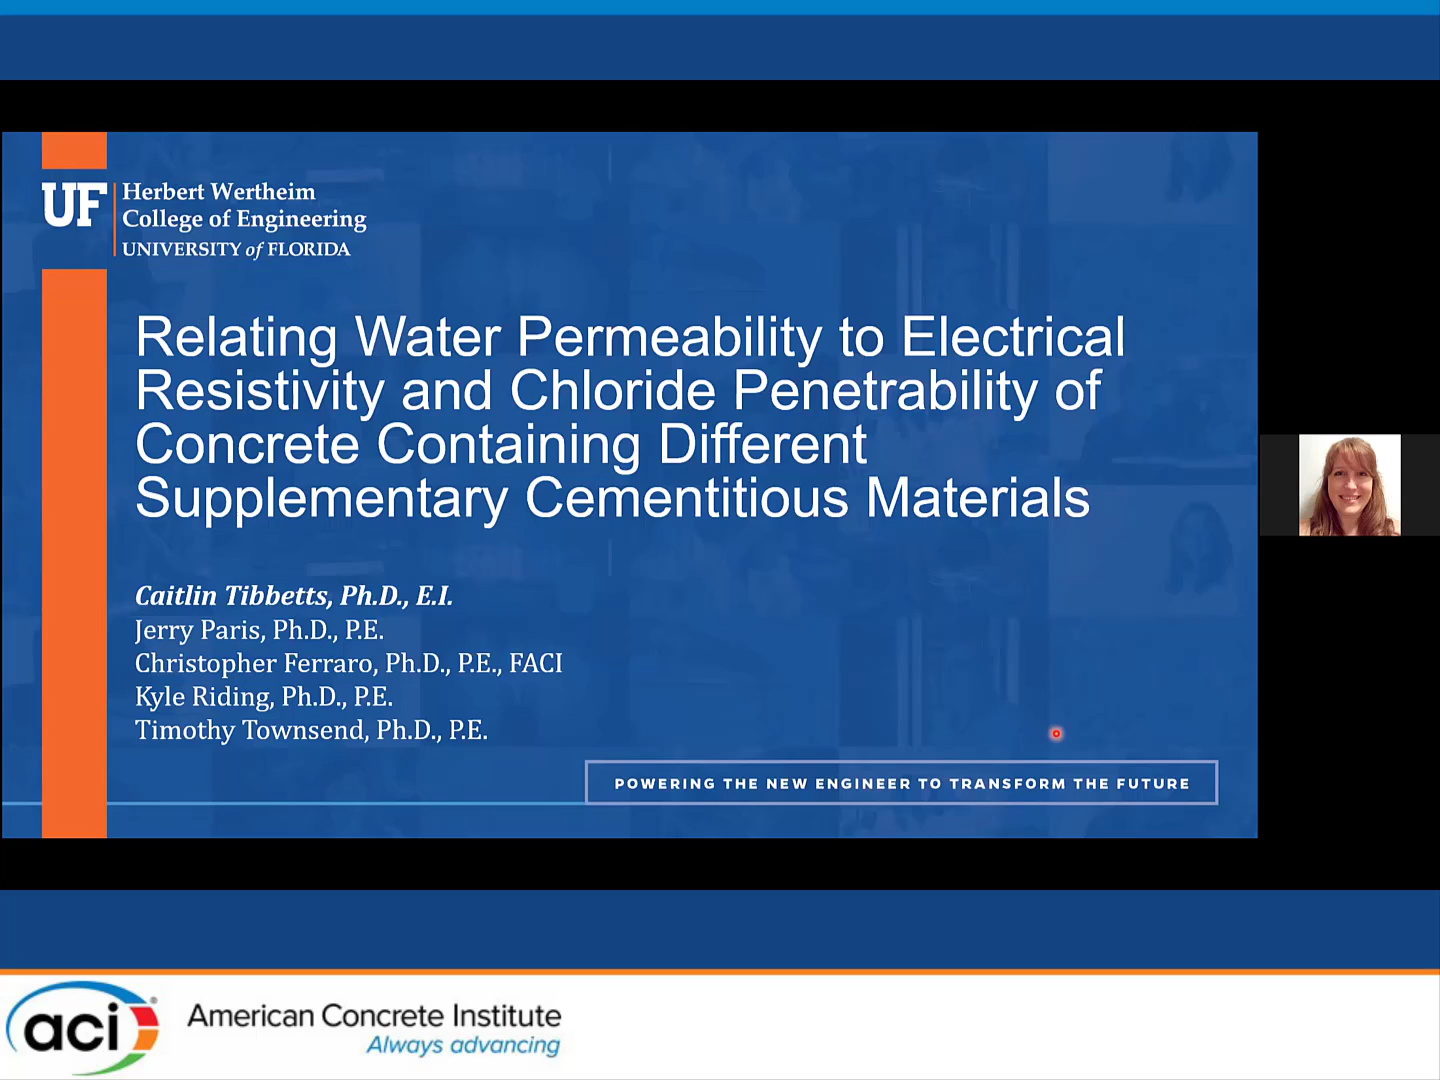 UF
Herbert Wertheim
College of Engineering
UNIVERSITY of FLORIDA
Relating Water Permeability to Electrical
Resistivity and Chloride Penetrability of
Concrete Containing Different
Supplementary Cementitious Materials
Caitlin Tibbetts, Ph.D., E.I.
Jerry Paris, Ph.D., P.E.
Christopher Ferraro, Ph.D., P.E., FACI
Kyle Riding, Ph.D., P.E.
Timothy Townsend, Ph.D., P.E.
POWERING THE NEW ENGINEER TO TRANSFORM THE FUTURE
aci®
American Concrete Institute
Always advancing